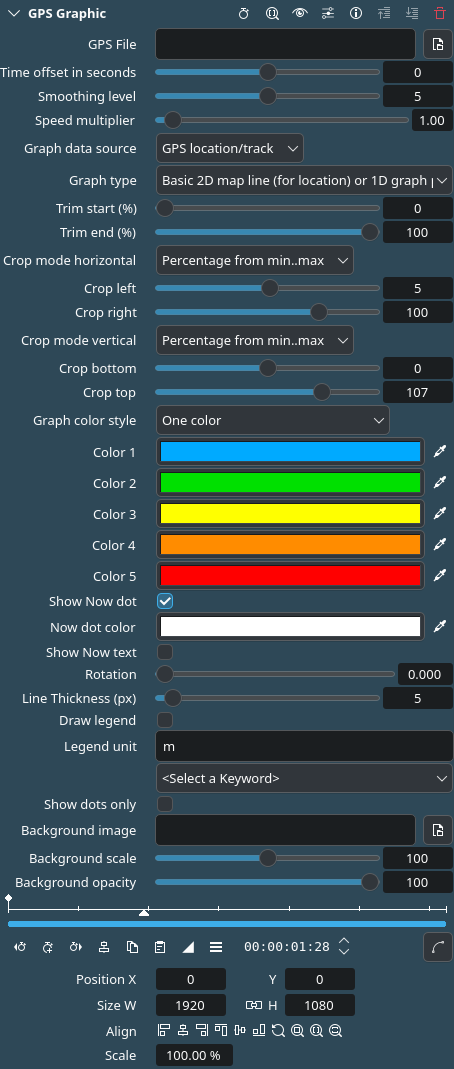 GPS Graphic
GPS File
Time offset in seconds 0
Smoothing level 5
Speed multiplier 1.00
Graph data source GPS location/track
Graph type Basic 2D map line (for location) or 1D graph
Trim start (%) 0
Trim end (%) 100
Crop mode horizontal Percentage from min..max
Crop left 5
Crop right 100
Crop mode vertical Percentage from min..max
Crop bottom 0
Crop top 107
Graph color style One color
Color 1
Color 2
Color 3
Color 4
Color 5
Show Now dot
Now dot color
Show Now text
Rotation 0.000
Line Thickness (px) 5
Draw legend
Legend unit m
<Select a Keyword>
Show dots only
Background image
Background scale 100
Background opacity 100
00:00:01:28
Position X 0 Y 0
Size W 1920 H 1080
Align
Scale 100.00 %